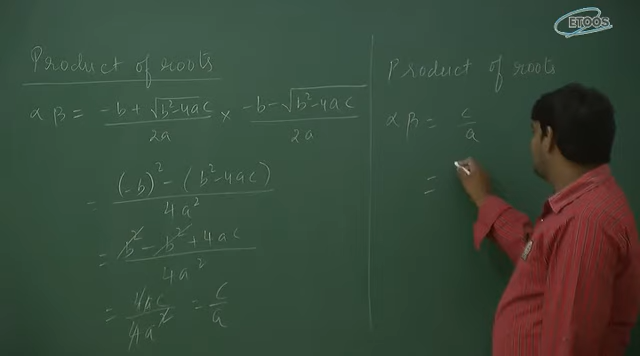 ETOOS
Product of roots
αβ = (-b + √(b²-4ac))/2a × (-b - √(b²-4ac))/2a
= ((-b)² - (b²-4ac))/4a²
= (b² - b² + 4ac)/4a²
= 4ac/4a² = c/a
Product of roots
αβ = c/a
=